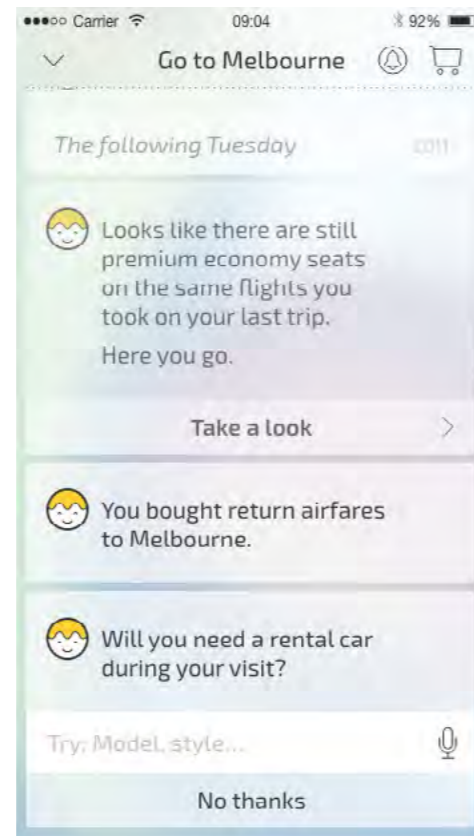 Carrier 09:04 92%
Go to Melbourne
The following Tuesday
Looks like there are still
premium economy seats
on the same flights you
took on your last trip.
Here you go.
Take a look
You bought return airfares
to Melbourne.
Will you need a rental car
during your visit?
Try: Model, style...
No thanks